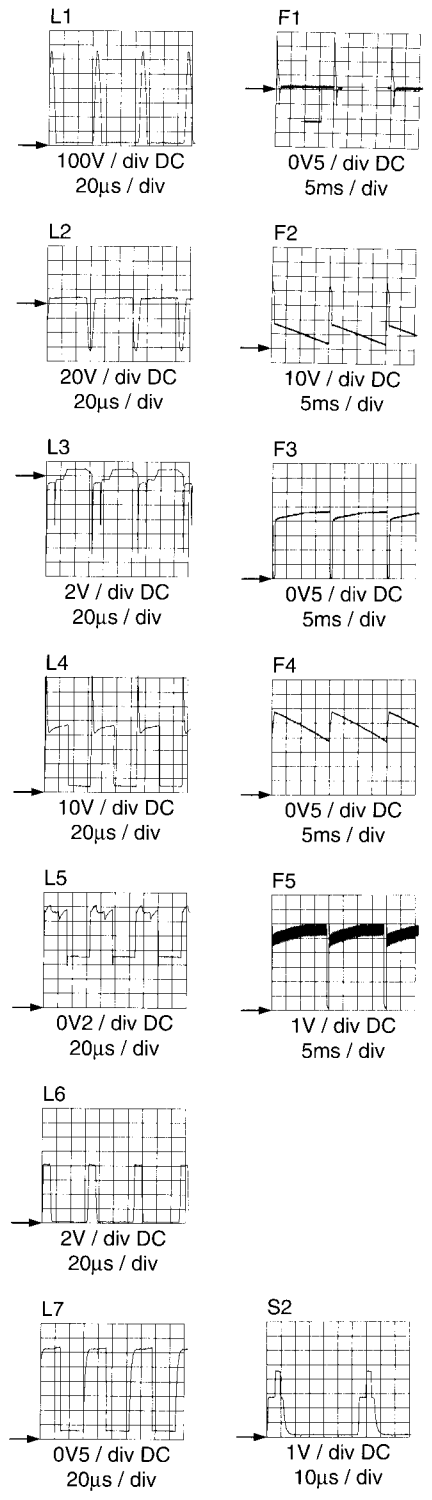 L1
100V / div DC
20µs / div
F1
0V5 / div DC
5ms / div
L2
20V / div DC
20µs / div
F2
10V / div DC
5ms / div
L3
2V / div DC
20µs / div
F3
0V5 / div DC
5ms / div
L4
10V / div DC
20µs / div
F4
0V5 / div DC
5ms / div
L5
0V2 / div DC
20µs / div
F5
1V / div DC
5ms / div
L6
2V / div DC
20µs / div
L7
0V5 / div DC
20µs / div
S2
1V / div DC
10µs / div